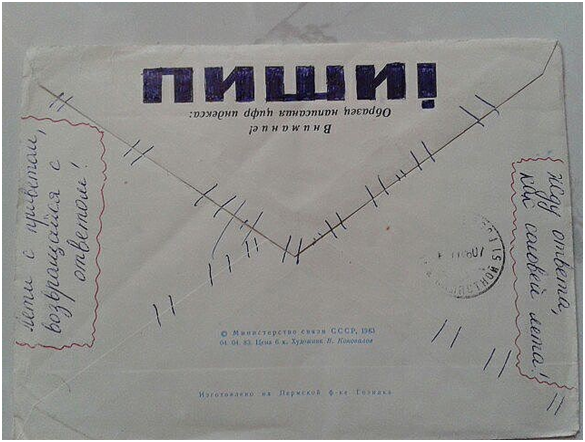 ПИШИ!
Образец написания цифр индекса:
Внимание!
Лети с приветом,
возвращайся с
ответом!
Жду ответа,
как соловей лета!
© Министерство связи СССР, 1983
04. 04. 83. Цена 6 к. Художник В. Коновалов
Изготовлено на Пермской ф-ке Гознака